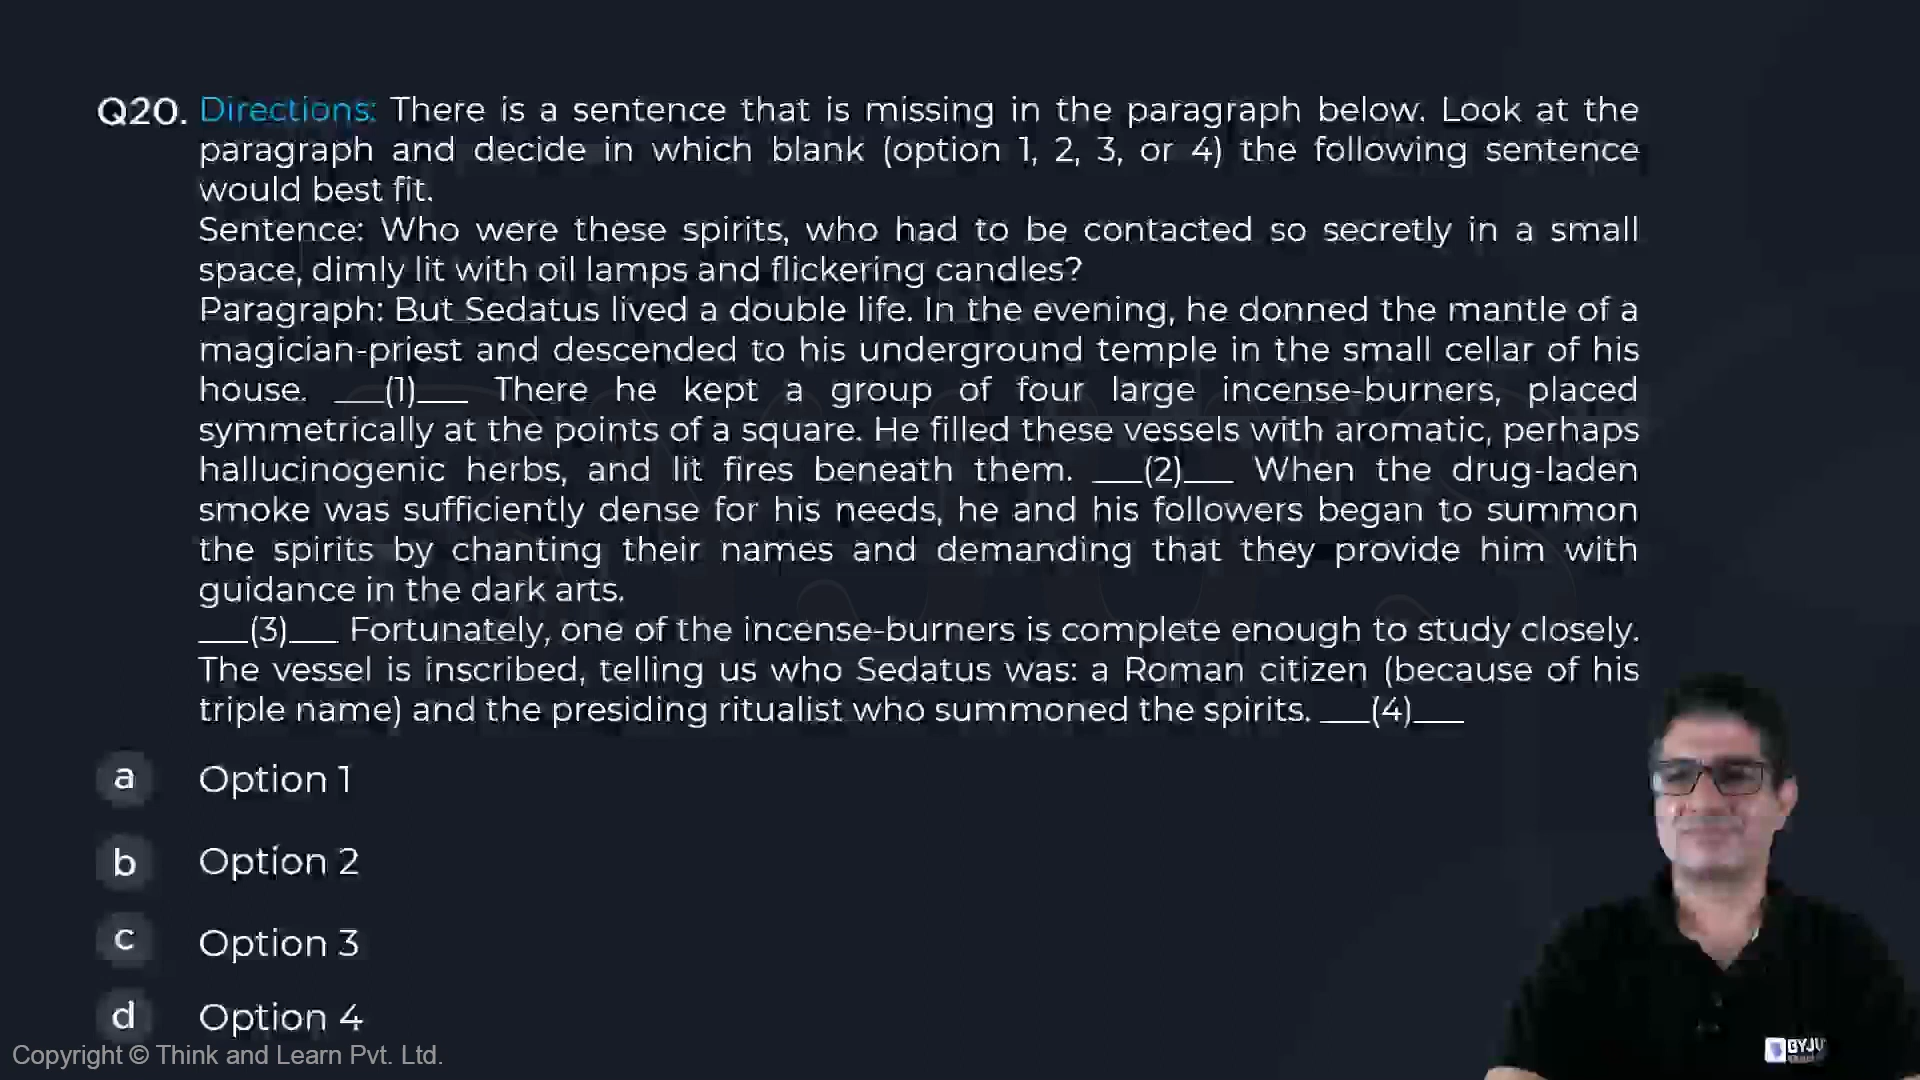 Q20. Directions: There is a sentence that is missing in the paragraph below. Look at the
paragraph and decide in which blank (option 1, 2, 3, or 4) the following sentence
would best fit.
Sentence: Who were these spirits, who had to be contacted so secretly in a small
space, dimly lit with oil lamps and flickering candles?
Paragraph: But Sedatus lived a double life. In the evening, he donned the mantle of a
magician-priest and descended to his underground temple in the small cellar of his
house. ___(1)___ There he kept a group of four large incense-burners, placed
symmetrically at the points of a square. He filled these vessels with aromatic, perhaps
hallucinogenic herbs, and lit fires beneath them. ___(2)___ When the drug-laden
smoke was sufficiently dense for his needs, he and his followers began to summon
the spirits by chanting their names and demanding that they provide him with
guidance in the dark arts.
___(3)___ Fortunately, one of the incense-burners is complete enough to study closely.
The vessel is inscribed, telling us who Sedatus was: a Roman citizen (because of his
triple name) and the presiding ritualist who summoned the spirits. ___(4)___
a Option 1
b Option 2
c Option 3
d Option 4
Copyright © Think and Learn Pvt. Ltd.
BYJU'